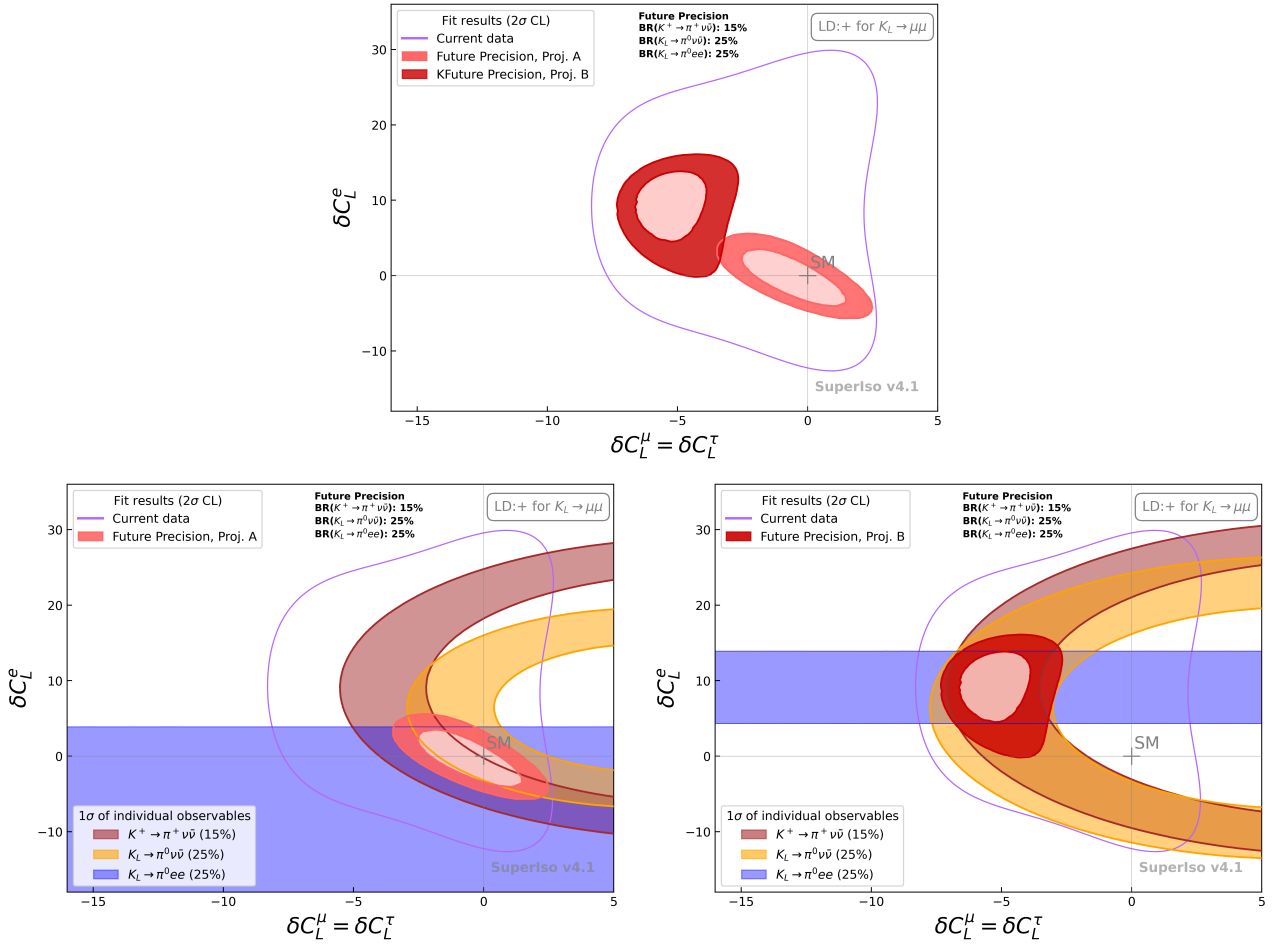 Fit results (2σ CL)
Current data
Future Precision, Proj. A
KFuture Precision, Proj. B
Future Precision
BR(K⁺ → π⁺νν̄): 15%
BR(K_L → π⁰νν̄): 25%
BR(K_L → π⁰ee): 25%
LD:+ for K_L → μμ
30
20
10
0
−10
δC_L^e
SM
SuperIso v4.1
−15
−10
−5
0
5
δC_L^μ = δC_L^τ
Fit results (2σ CL)
Current data
Future Precision, Proj. A
Future Precision
BR(K⁺ → π⁺νν̄): 15%
BR(K_L → π⁰νν̄): 25%
BR(K_L → π⁰ee): 25%
LD:+ for K_L → μμ
30
20
10
0
−10
δC_L^e
SM
1σ of individual observables
K⁺ → π⁺νν̄ (15%)
K_L → π⁰νν̄ (25%)
K_L → π⁰ee (25%)
SuperIso v4.1
−15
−10
−5
0
5
δC_L^μ = δC_L^τ
Fit results (2σ CL)
Current data
Future Precision, Proj. B
Future Precision
BR(K⁺ → π⁺νν̄): 15%
BR(K_L → π⁰νν̄): 25%
BR(K_L → π⁰ee): 25%
LD:+ for K_L → μμ
30
20
10
0
−10
δC_L^e
SM
1σ of individual observables
K⁺ → π⁺νν̄ (15%)
K_L → π⁰νν̄ (25%)
K_L → π⁰ee (25%)
SuperIso v4.1
−15
−10
−5
0
5
δC_L^μ = δC_L^τ